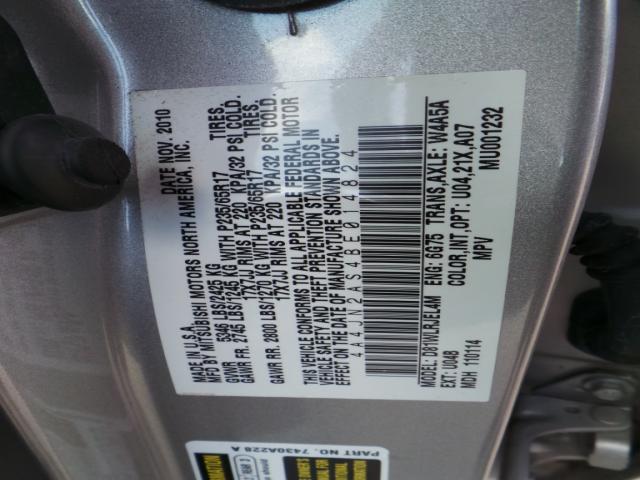 MADE IN U.S.A. DATE NOV. 2010
BY MITSUBISHI MOTORS NORTH AMERICA, INC.
GVWR 5346 LBS/2425 KG
GAWR FR. 2745 LBS/1245 KG WITH P235/65R17 TIRES.
17X7JJ RIMS AT 220 KPA/32 PSI COLD.
GAWR RR. 2800 LBS/1270 KG WITH P235/65R17 TIRES.
17X7JJ RIMS AT 220 KPA/32 PSI COLD.
THIS VEHICLE CONFORMS TO ALL APPLICABLE FEDERAL MOTOR
VEHICLE SAFETY AND THEFT PREVENTION STANDARDS IN
EFFECT ON THE DATE OF MANUFACTURE SHOWN ABOVE.
4A4JN2AS4BE014824
MODEL: D61WLRJEL4M ENG: 6G75 TRANS,AXLE: W4A5A
EXT: U04B COLOR,INT,OPT: U04,21X,A07
MDH 110114 MPV MU001232
PART NO. 7430A228 A